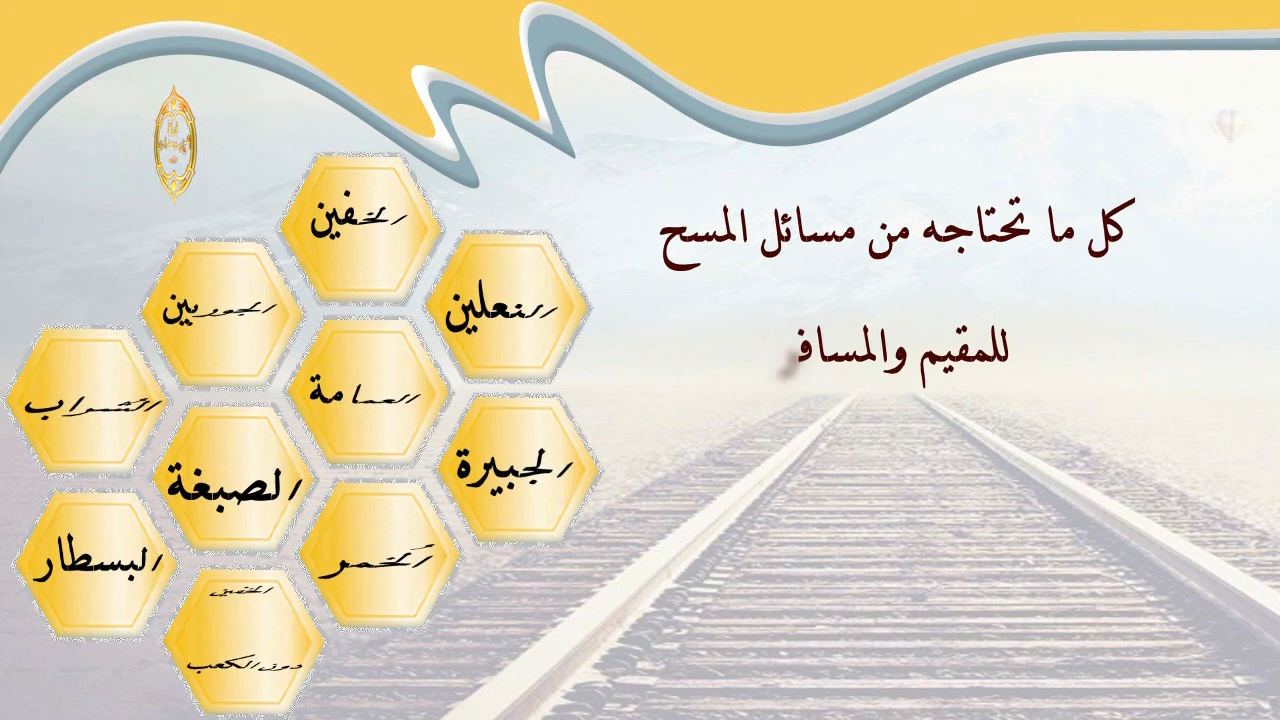 كل ما تحتاجه من مسائل المسح
للمقيم والمسافر
الخفين
النعلين
الجوربين
العمامة
الشراب
الجبيرة
الصبغة
الخمر
البسطار
الخفين
دون الكعب